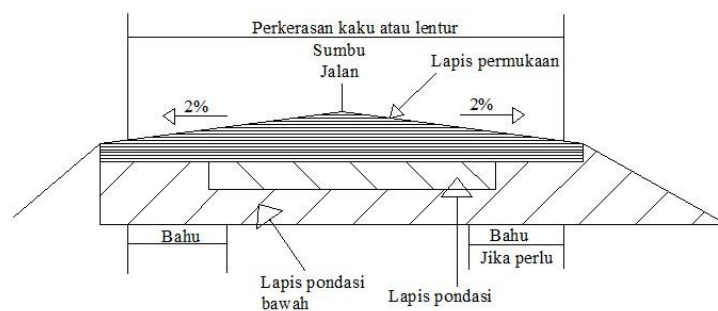 Perkerasan kaku atau lentur
Sumbu
Jalan
Lapis permukaan
2%
2%
Bahu
Bahu
Jika perlu
Lapis pondasi
bawah
Lapis pondasi